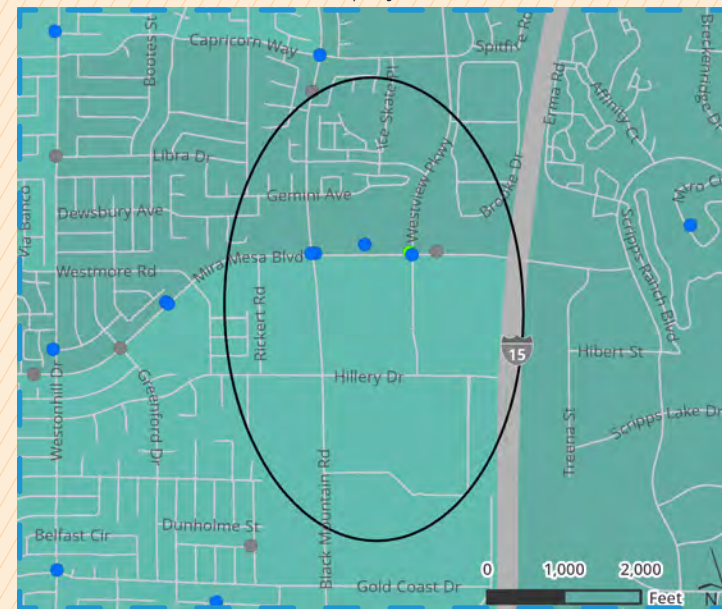 Capricorn Way
Bootes St
Ice Skate Pl
Spitfire Rd
Erma Rd
Affinity Ct
Breckenridge D
Libra Dr
Gemini Ave
Westview Pkwy
Brooke Dr
Via Banco
Dewsbury Ave
Scripps Ranch Blvd
Westmore Rd
Mira Mesa Blvd
Rickert Rd
15
Hibert St
Westonhill Dr
Hillery Dr
Treena St
Scripps Lake Dr
Black Mountain Rd
Belfast Cir
Dunholme St
Gold Coast Dr
0 1,000 2,000
Feet
N